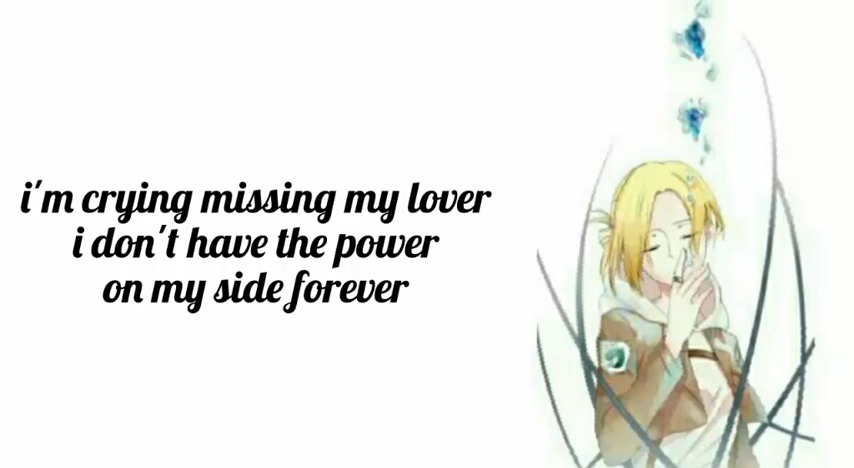 i'm crying missing my lover
i don't have the power
on my side forever